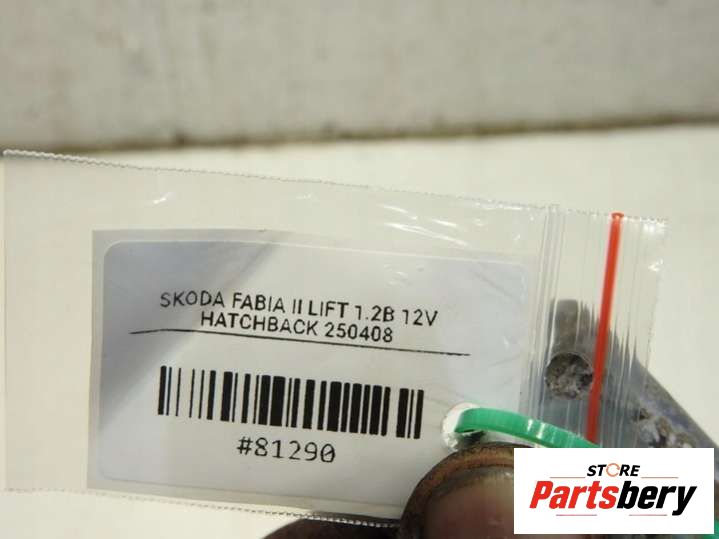 SKODA FABIA II LIFT 1.2B 12V
HATCHBACK 250408
#81290
STORE
Partsbery